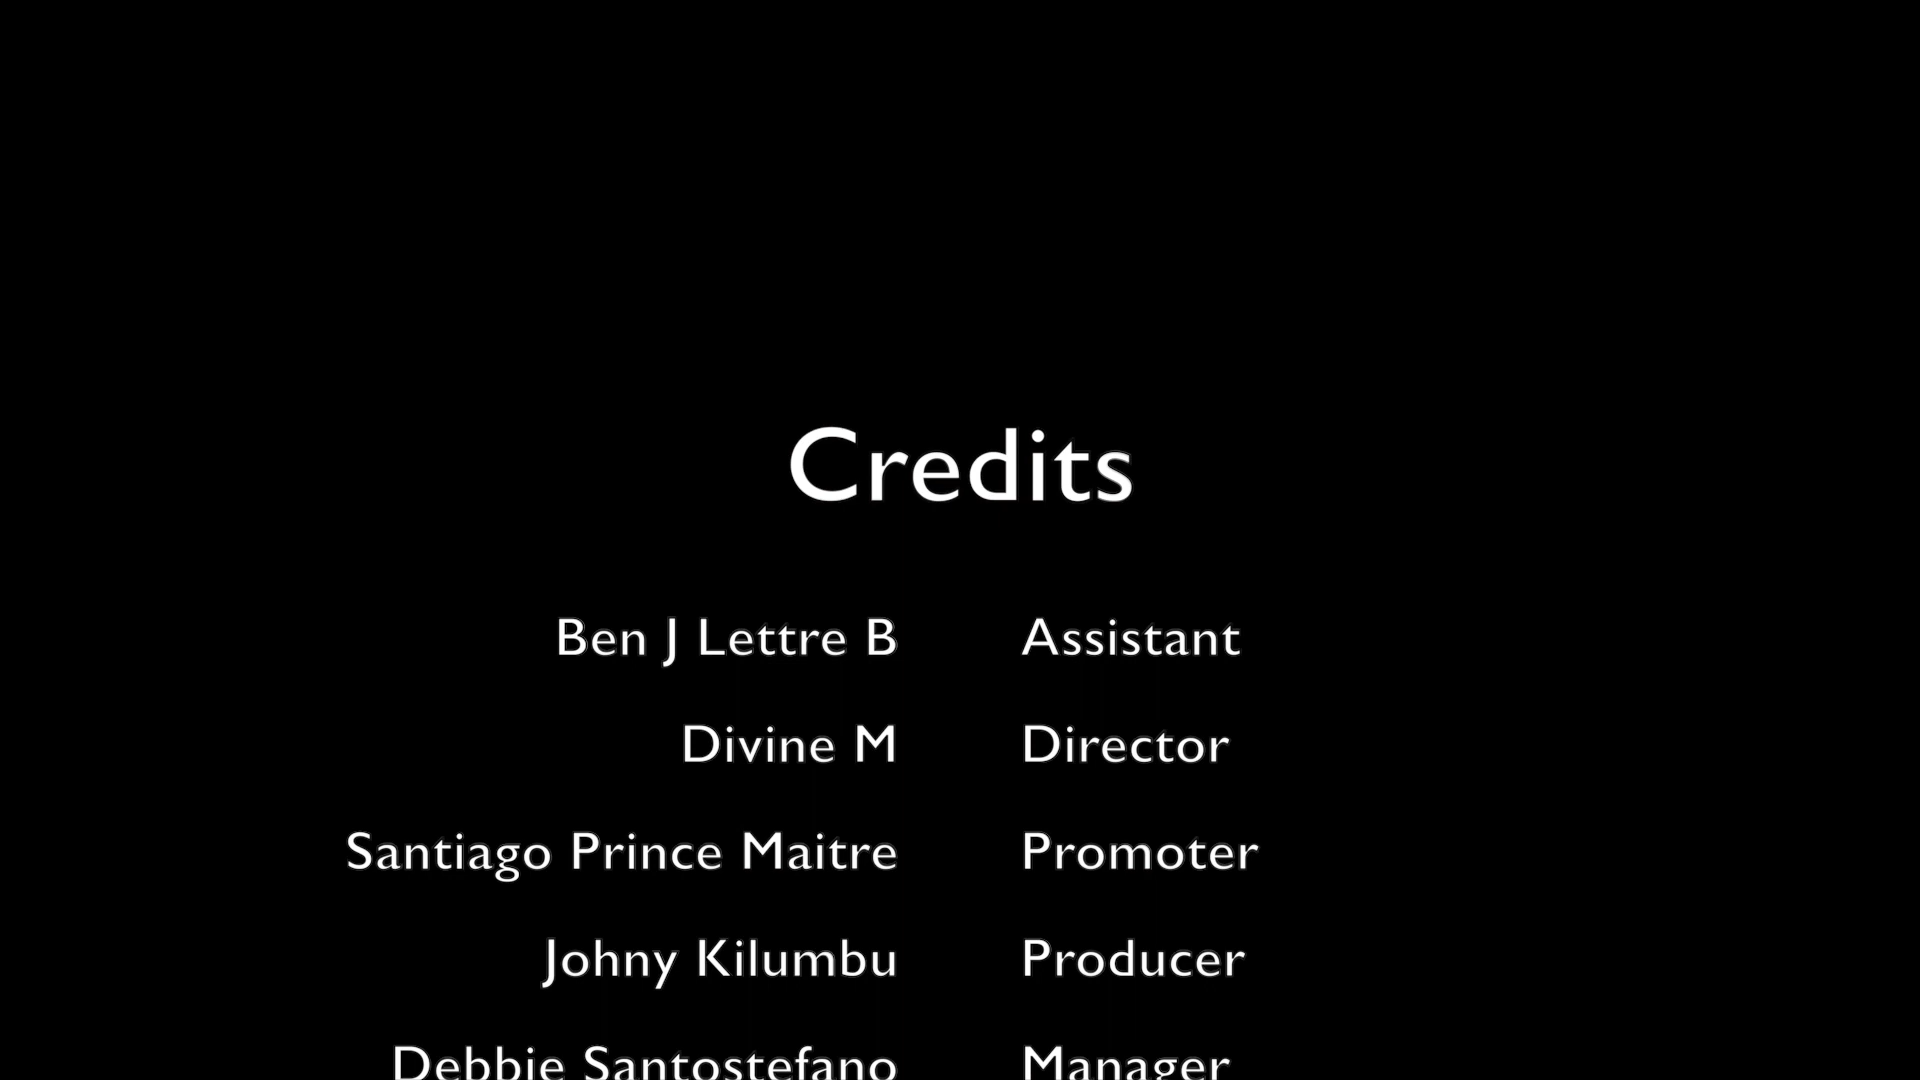 Credits
Ben J Lettre B Assistant
Divine M Director
Santiago Prince Maitre Promoter
Johny Kilumbu Producer
Debbie Santostefano Manager